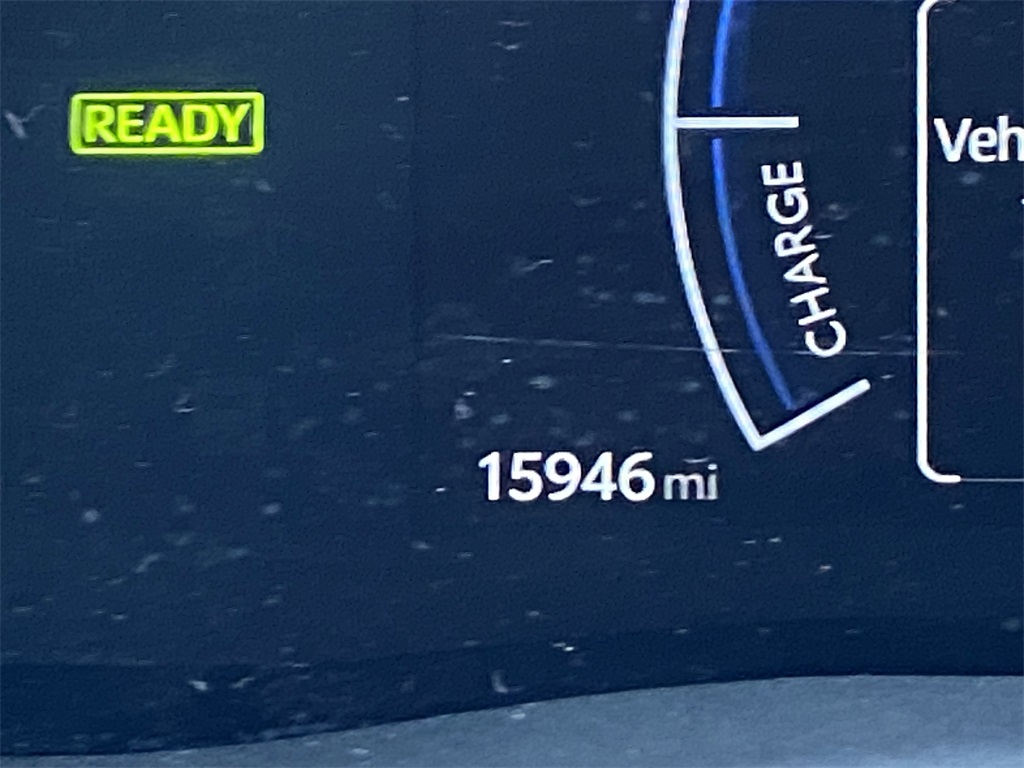 READY
Veh
CHARGE
15946 mi